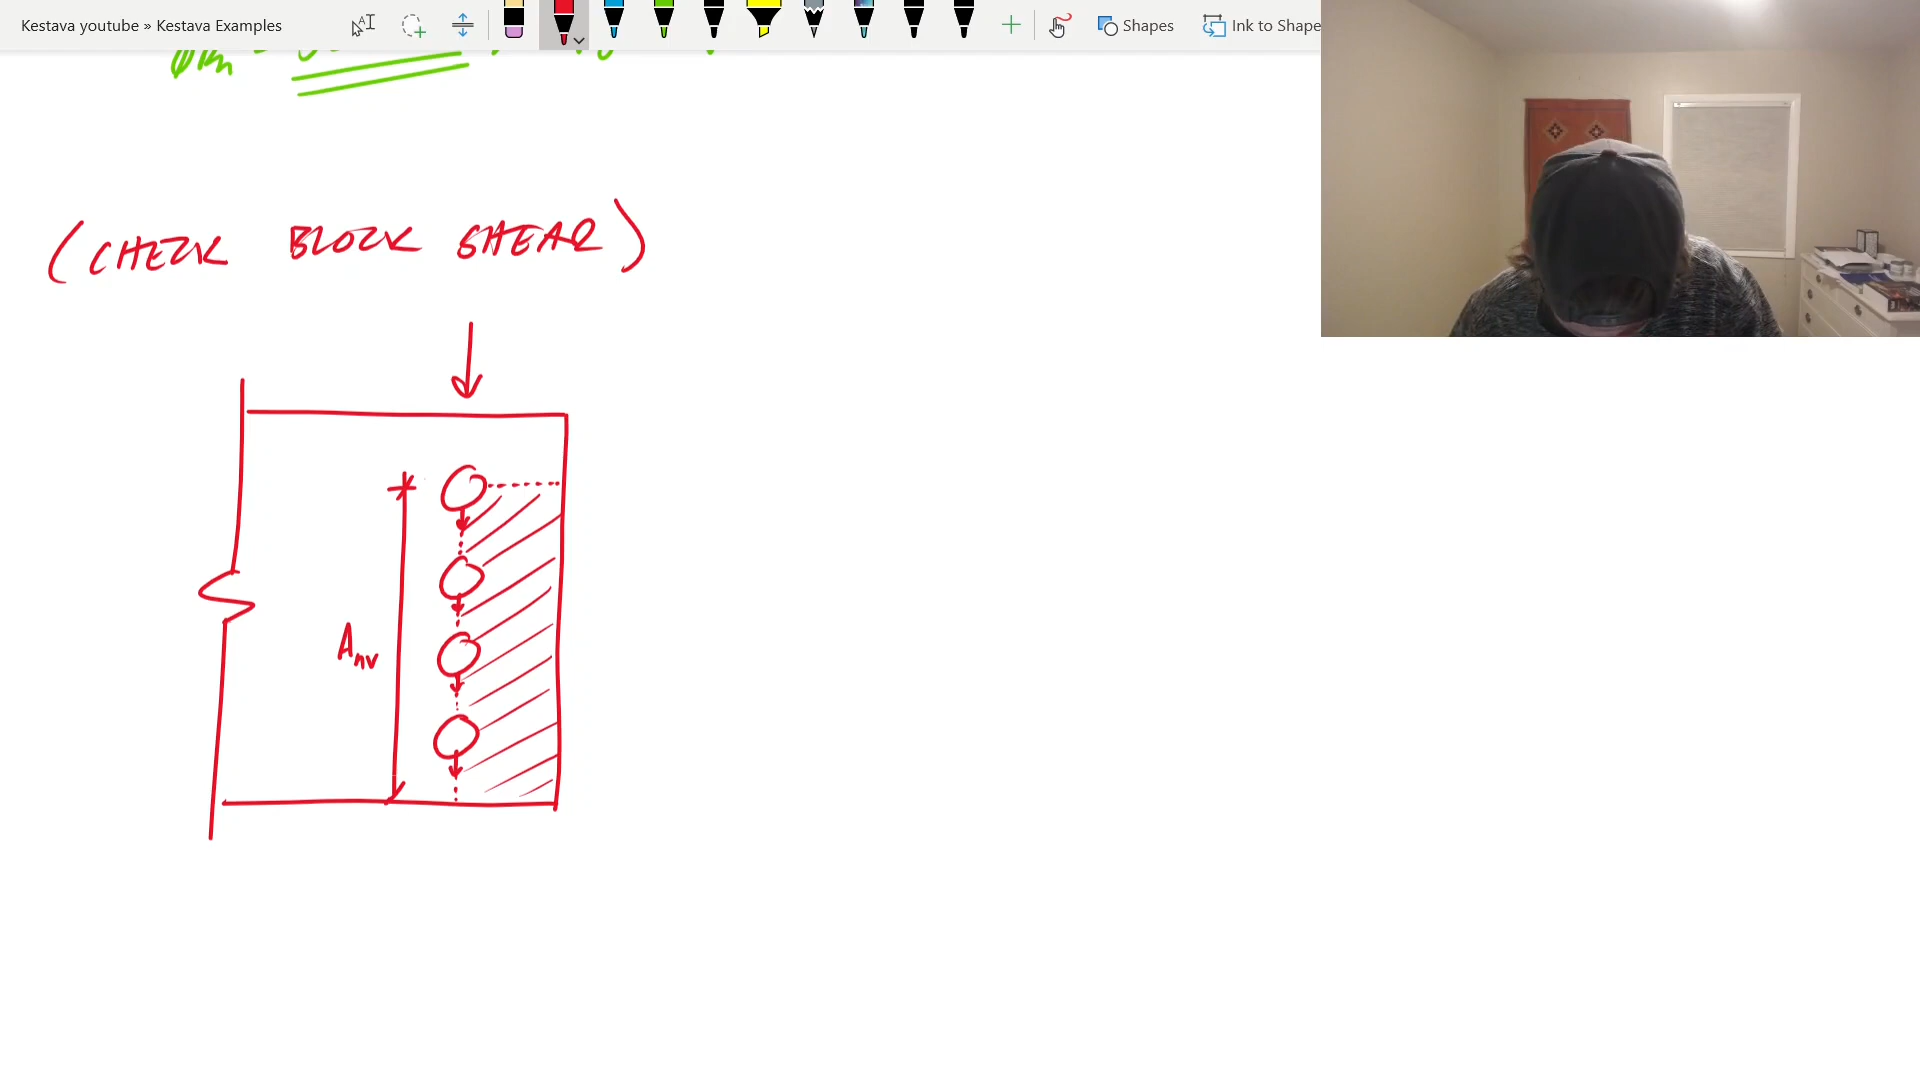 Kestava youtube » Kestava Examples
Shapes
Ink to Shape
(CHECK BLOCK SHEAR)
Anv